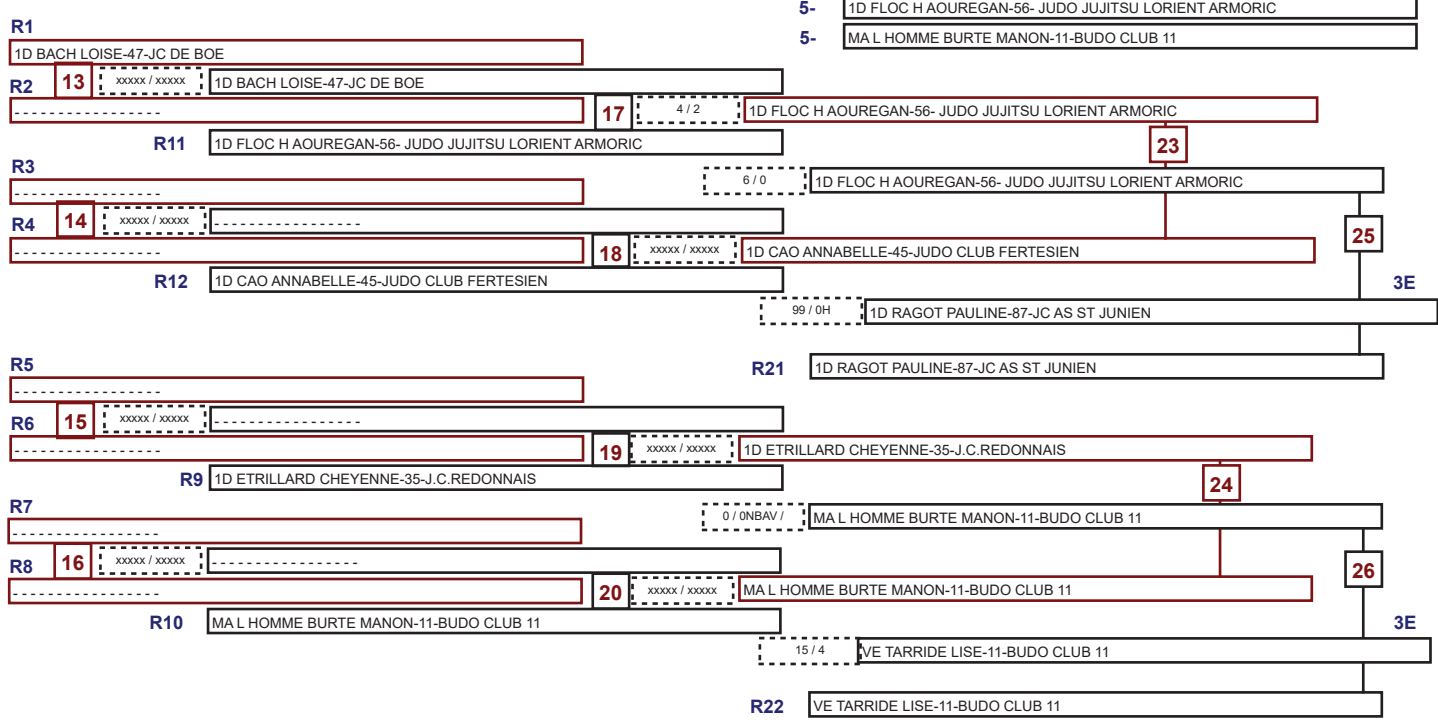 5- 1D FLOC H AOUREGAN-56- JUDO JUJITSU LORIENT ARMORIC
5- MA L HOMME BURTE MANON-11-BUDO CLUB 11
R1
1D BACH LOISE-47-JC DE BOE
R2 13 xxxxx / xxxxx 1D BACH LOISE-47-JC DE BOE
- - - - - - - - - - - - - - - - - 17 4 / 2 1D FLOC H AOUREGAN-56- JUDO JUJITSU LORIENT ARMORIC
R11 1D FLOC H AOUREGAN-56- JUDO JUJITSU LORIENT ARMORIC
23
R3
- - - - - - - - - - - - - - - - - 6 / 0 1D FLOC H AOUREGAN-56- JUDO JUJITSU LORIENT ARMORIC
R4 14 xxxxx / xxxxx - - - - - - - - - - - - - - - - -
25
- - - - - - - - - - - - - - - - - 18 xxxxx / xxxxx 1D CAO ANNABELLE-45-JUDO CLUB FERTESIEN
R12 1D CAO ANNABELLE-45-JUDO CLUB FERTESIEN
3E
99 / 0H 1D RAGOT PAULINE-87-JC AS ST JUNIEN
R5
R21 1D RAGOT PAULINE-87-JC AS ST JUNIEN
- - - - - - - - - - - - - - - - -
R6 15 xxxxx / xxxxx - - - - - - - - - - - - - - - - -
- - - - - - - - - - - - - - - - - 19 xxxxx / xxxxx 1D ETRILLARD CHEYENNE-35-J.C.REDONNAIS
R9 1D ETRILLARD CHEYENNE-35-J.C.REDONNAIS
24
R7
0 / 0NBAV / MA L HOMME BURTE MANON-11-BUDO CLUB 11
- - - - - - - - - - - - - - - - -
R8 16 xxxxx / xxxxx - - - - - - - - - - - - - - - - -
26
- - - - - - - - - - - - - - - - - 20 xxxxx / xxxxx MA L HOMME BURTE MANON-11-BUDO CLUB 11
R10 MA L HOMME BURTE MANON-11-BUDO CLUB 11
3E
15 / 4 VE TARRIDE LISE-11-BUDO CLUB 11
R22 VE TARRIDE LISE-11-BUDO CLUB 11